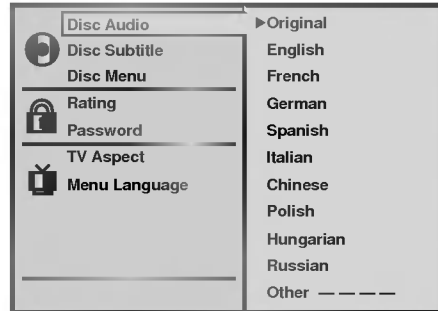 Disc Audio
Disc Subtitle
Disc Menu
Rating
Password
TV Aspect
Menu Language
Original
English
French
German
Spanish
Italian
Chinese
Polish
Hungarian
Russian
Other — — — —